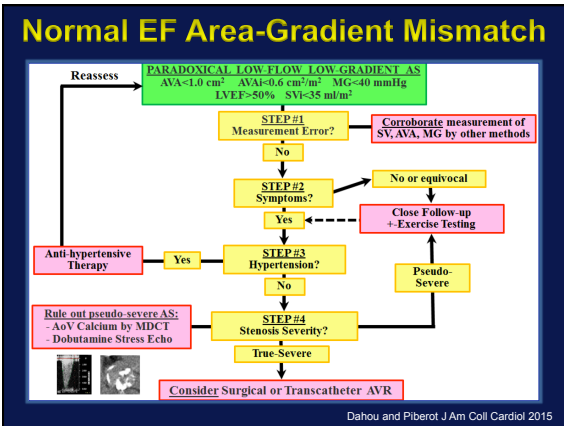 Normal EF Area-Gradient Mismatch
Reassess
PARADOXICAL LOW-FLOW LOW-GRADIENT AS
AVA<1.0 cm² AVAi<0.6 cm²/m² MG<40 mmHg
LVEF>50% SVi<35 ml/m²
STEP #1
Measurement Error?
Corroborate measurement of
SV, AVA, MG by other methods
No
STEP #2
Symptoms?
No or equivocal
Yes
Close Follow-up
+-Exercise Testing
Anti-hypertensive
Therapy
Yes
STEP #3
Hypertension?
No
Pseudo-
Severe
Rule out pseudo-severe AS:
- AoV Calcium by MDCT
- Dobutamine Stress Echo
STEP #4
Stenosis Severity?
True-Severe
Consider Surgical or Transcatheter AVR
Dahou and Piberot J Am Coll Cardiol 2015